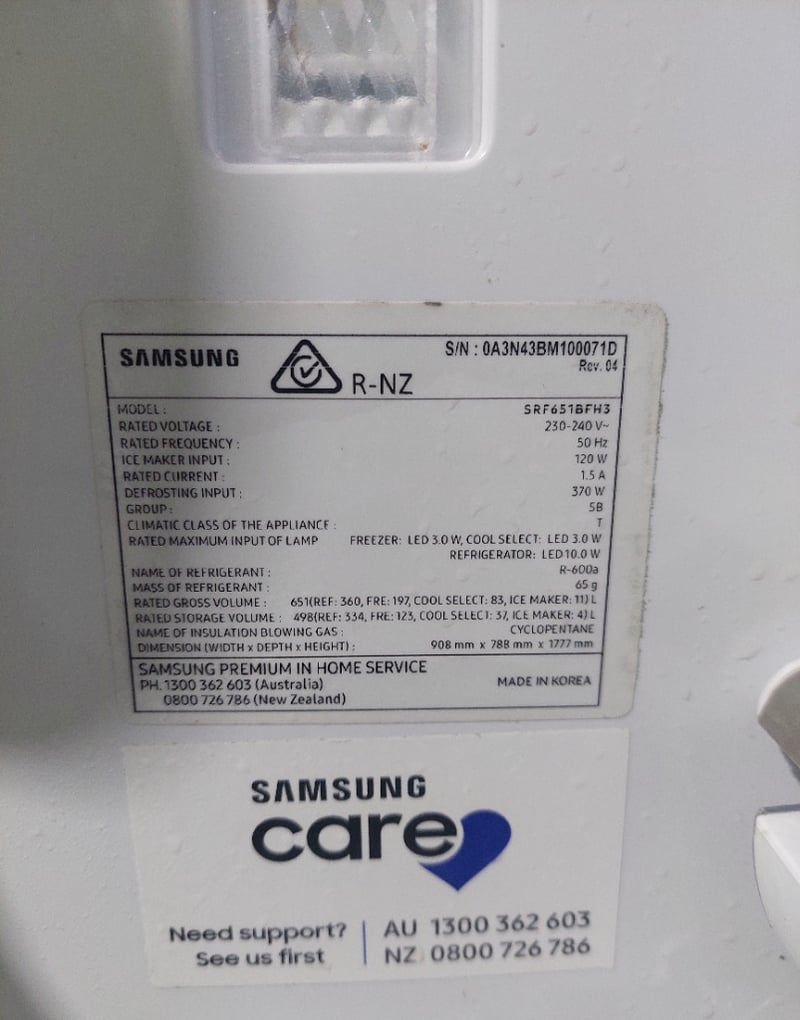 SAMSUNG R-NZ S/N : 0A3N43BM100071D
Rev. 04
MODEL : SRF651BFH3
RATED VOLTAGE : 230-240 V~
RATED FREQUENCY : 50 Hz
ICE MAKER INPUT : 120 W
RATED CURRENT : 1.5 A
DEFROSTING INPUT : 370 W
GROUP : 5B
CLIMATIC CLASS OF THE APPLIANCE : T
RATED MAXIMUM INPUT OF LAMP FREEZER: LED 3.0 W, COOL SELECT: LED 3.0 W
REFRIGERATOR: LED 10.0 W
NAME OF REFRIGERANT : R-600a
MASS OF REFRIGERANT : 65 g
RATED GROSS VOLUME : 651(REF: 360, FRE: 197, COOL SELECT: 83, ICE MAKER: 11) L
RATED STORAGE VOLUME : 498(REF: 334, FRE: 123, COOL SELECT: 37, ICE MAKER: 4) L
NAME OF INSULATION BLOWING GAS : CYCLOPENTANE
DIMENSION (WIDTH x DEPTH x HEIGHT) : 908 mm x 788 mm x 1777 mm
SAMSUNG PREMIUM IN HOME SERVICE
PH. 1300 362 603 (Australia) MADE IN KOREA
0800 726 786 (New Zealand)
SAMSUNG
care
Need support? AU 1300 362 603
See us first NZ 0800 726 786